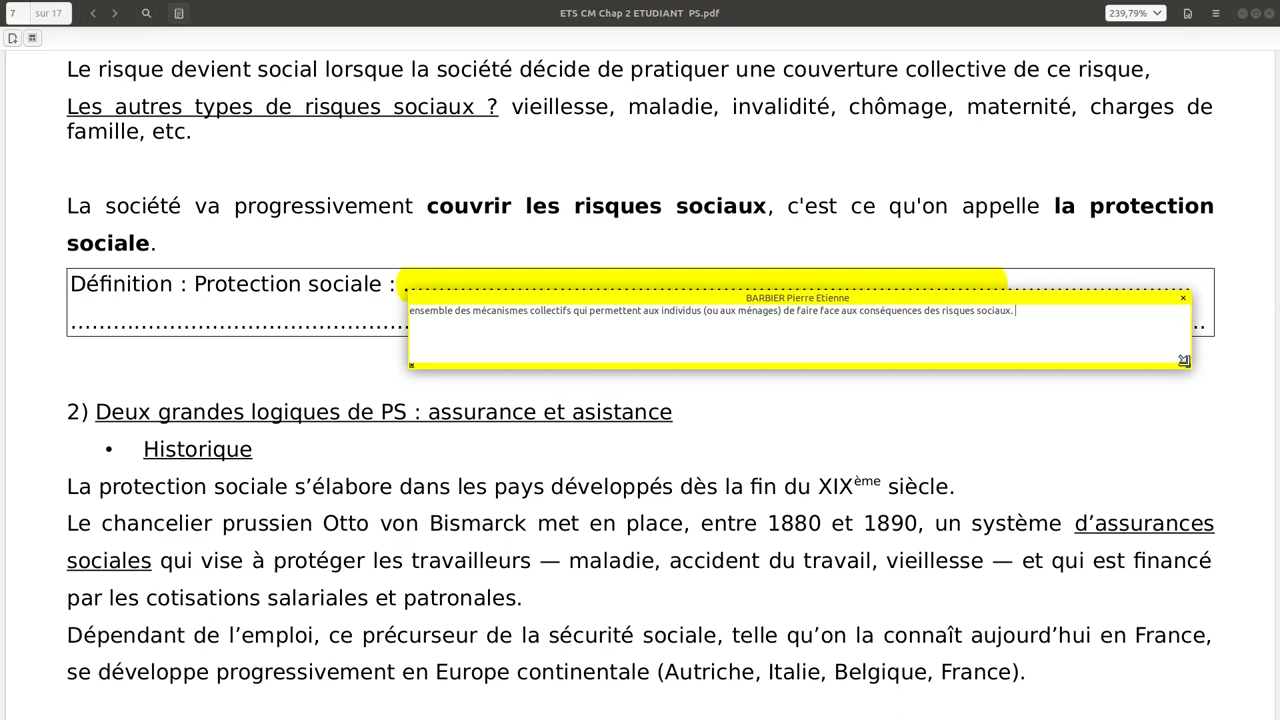 7 sur 17 ETS CM Chap 2 ETUDIANT PS.pdf 239,79%
Le risque devient social lorsque la société décide de pratiquer une couverture collective de ce risque,
Les autres types de risques sociaux ? vieillesse, maladie, invalidité, chômage, maternité, charges de
famille, etc.
La société va progressivement couvrir les risques sociaux, c'est ce qu'on appelle la protection
sociale.
Définition : Protection sociale : ................................................................................
BARBIER Pierre Etienne
ensemble des mécanismes collectifs qui permettent aux individus (ou aux ménages) de faire face aux conséquences des risques sociaux.
2) Deux grandes logiques de PS : assurance et asistance
• Historique
La protection sociale s’élabore dans les pays développés dès la fin du XIXème siècle.
Le chancelier prussien Otto von Bismarck met en place, entre 1880 et 1890, un système d’assurances
sociales qui vise à protéger les travailleurs — maladie, accident du travail, vieillesse — et qui est financé
par les cotisations salariales et patronales.
Dépendant de l’emploi, ce précurseur de la sécurité sociale, telle qu’on la connaît aujourd’hui en France,
se développe progressivement en Europe continentale (Autriche, Italie, Belgique, France).